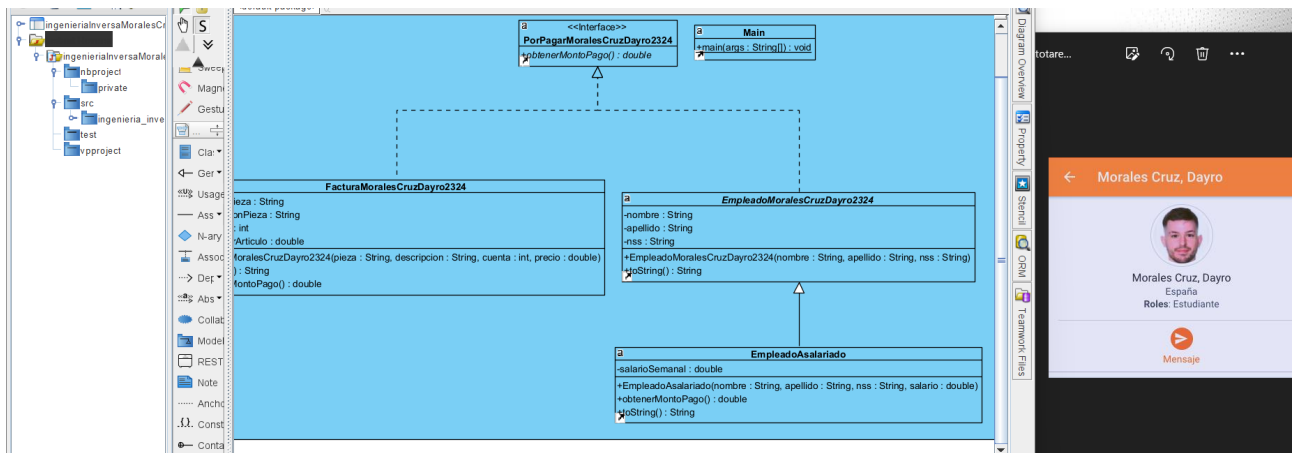 ingenieriaInversaMoralesCr
ingenieriaInversaMorale
nbproject
private
src
ingenieria_inve
test
vpproject
S
Magne
Gestu
Clas
Ger
Usage
Ass
N-ary
Assoc
Dep
Abs
Collab
Model
REST
Note
Ancho
Const
Conta
<<Interface>>
PorPagarMoralesCruzDayro2324
+obtenerMontoPago() : double
Main
+main(args : String[]) : void
FacturaMoralesCruzDayro2324
ieza : String
onPieza : String
: int
rArticulo : double
MoralesCruzDayro2324(pieza : String, descripcion : String, cuenta : int, precio : double)
) : String
MontoPago() : double
EmpleadoMoralesCruzDayro2324
-nombre : String
-apellido : String
-nss : String
+EmpleadoMoralesCruzDayro2324(nombre : String, apellido : String, nss : String)
+toString() : String
EmpleadoAsalariado
-salarioSemanal : double
+EmpleadoAsalariado(nombre : String, apellido : String, nss : String, salario : double)
+obtenerMontoPago() : double
+toString() : String
Diagram Overview
Property
Stencil
ORM
Teamwork Files
totare...
Morales Cruz, Dayro
Morales Cruz, Dayro
España
Roles: Estudiante
Mensaje